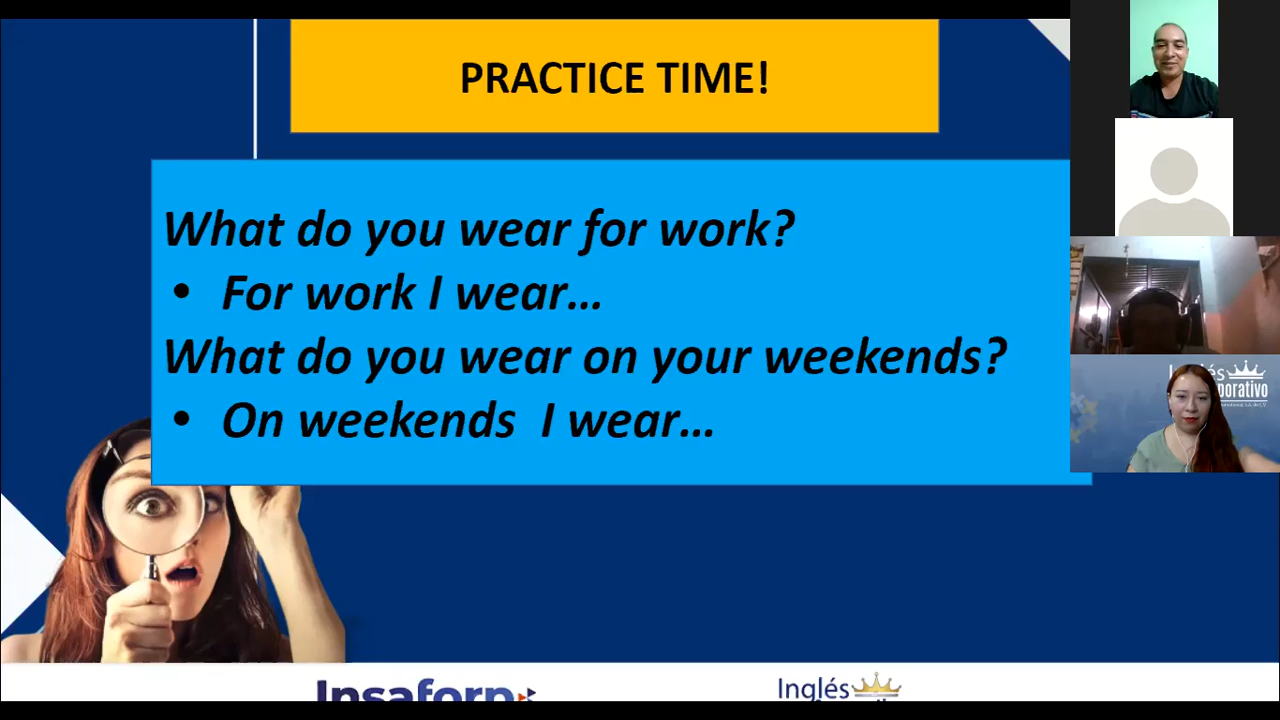 PRACTICE TIME!
What do you wear for work?
• For work I wear...
What do you wear on your weekends?
• On weekends I wear...
Insaforp
Inglés